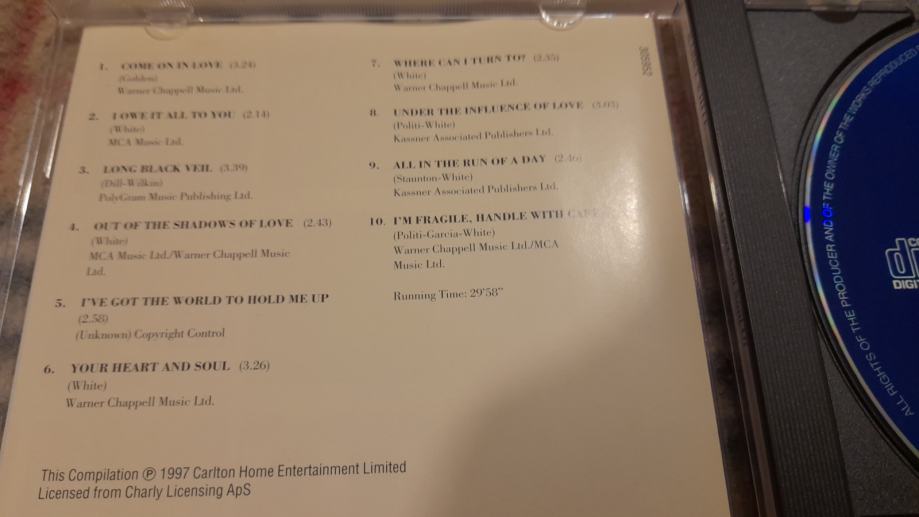 1. COME ON IN LOVE (3.24)
(Golden)
Warner Chappell Music Ltd.
2. I OWE IT ALL TO YOU (2.14)
(White)
MCA Music Ltd.
3. LONG BLACK VEIL (3.39)
(Dill-Wilkin)
PolyGram Music Publishing Ltd.
4. OUT OF THE SHADOWS OF LOVE (2.43)
(White)
MCA Music Ltd./Warner Chappell Music
Ltd.
5. I'VE GOT THE WORLD TO HOLD ME UP
(2.58)
(Unknown) Copyright Control
6. YOUR HEART AND SOUL (3.26)
(White)
Warner Chappell Music Ltd.
7. WHERE CAN I TURN TO? (2.35)
(White)
Warner Chappell Music Ltd.
8. UNDER THE INFLUENCE OF LOVE (3.03)
(Politi-White)
Kassner Associated Publishers Ltd.
9. ALL IN THE RUN OF A DAY (2.46)
(Staunton-White)
Kassner Associated Publishers Ltd.
10. I'M FRAGILE, HANDLE WITH CARE
(Politi-Garcia-White)
Warner Chappell Music Ltd./MCA
Music Ltd.
Running Time: 29'58"
This Compilation ℗ 1997 Carlton Home Entertainment Limited
Licensed from Charly Licensing ApS
305852
ALL RIGHTS OF THE PRODUCER AND OF THE OWNER OF THE WORKS REPRODUCED